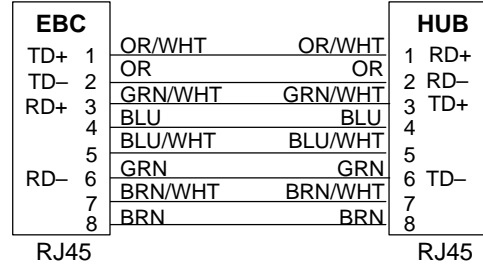 EBC HUB
OR/WHT OR/WHT
TD+ 1 1 RD+
OR OR
TD– 2 2 RD–
GRN/WHT GRN/WHT
RD+ 3 3 TD+
BLU BLU
4 4
BLU/WHT BLU/WHT
5 5
GRN GRN
RD– 6 6 TD–
BRN/WHT BRN/WHT
7 7
BRN BRN
8 8
RJ45 RJ45